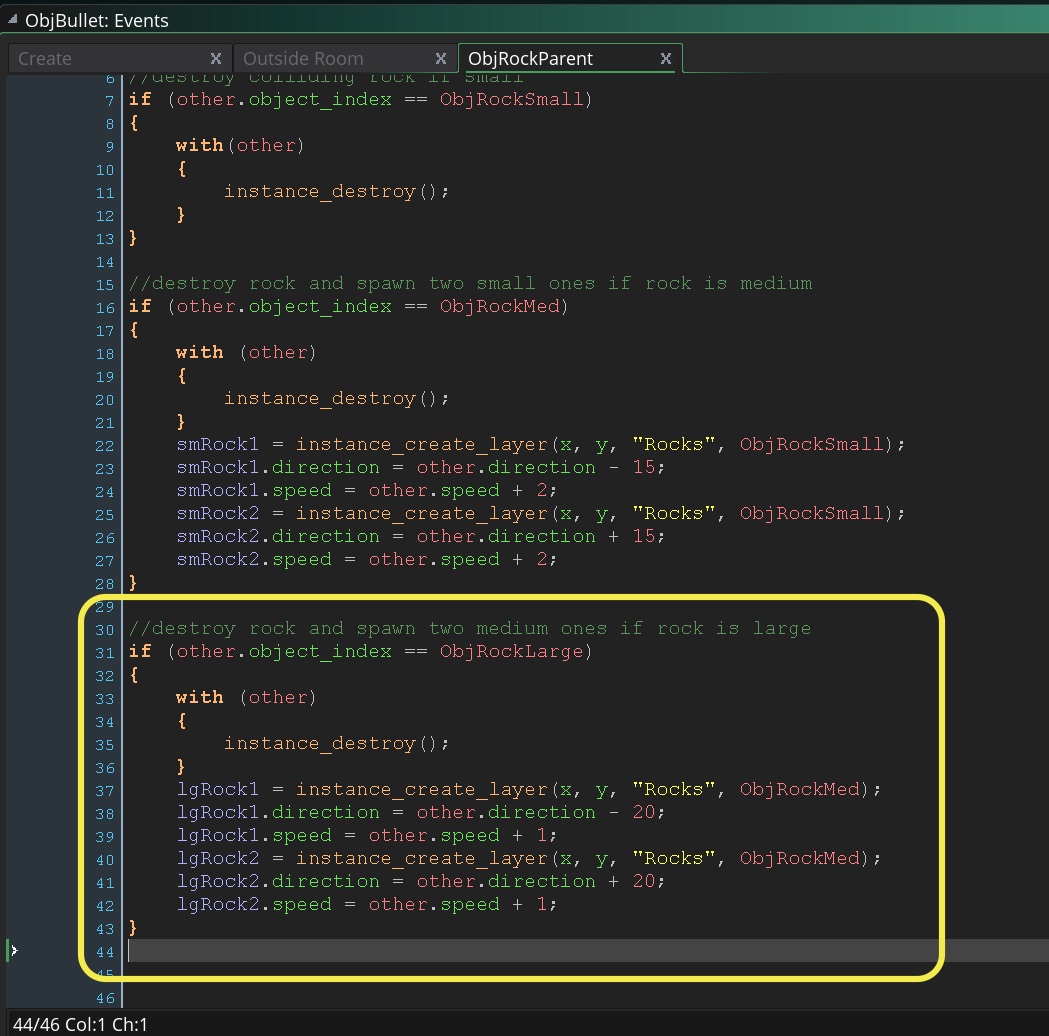 ObjBullet: Events
Create x Outside Room x ObjRockParent x
6 //destroy colliding rock if small
7 if (other.object_index == ObjRockSmall)
8 {
9 with(other)
10 {
11 instance_destroy();
12 }
13 }
14
15 //destroy rock and spawn two small ones if rock is medium
16 if (other.object_index == ObjRockMed)
17 {
18 with (other)
19 {
20 instance_destroy();
21 }
22 smRock1 = instance_create_layer(x, y, "Rocks", ObjRockSmall);
23 smRock1.direction = other.direction - 15;
24 smRock1.speed = other.speed + 2;
25 smRock2 = instance_create_layer(x, y, "Rocks", ObjRockSmall);
26 smRock2.direction = other.direction + 15;
27 smRock2.speed = other.speed + 2;
28 }
29
30 //destroy rock and spawn two medium ones if rock is large
31 if (other.object_index == ObjRockLarge)
32 {
33 with (other)
34 {
35 instance_destroy();
36 }
37 lgRock1 = instance_create_layer(x, y, "Rocks", ObjRockMed);
38 lgRock1.direction = other.direction - 20;
39 lgRock1.speed = other.speed + 1;
40 lgRock2 = instance_create_layer(x, y, "Rocks", ObjRockMed);
41 lgRock2.direction = other.direction + 20;
42 lgRock2.speed = other.speed + 1;
43 }
44
45
46
44/46 Col:1 Ch:1